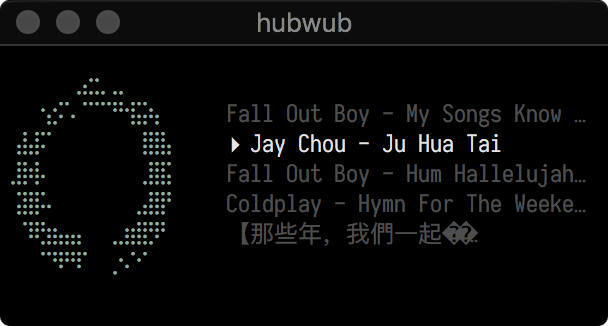 hubwub
Fall Out Boy - My Songs Know …
Jay Chou - Ju Hua Tai
Fall Out Boy - Hum Hallelujah…
Coldplay - Hymn For The Weeke…
【那些年, 我們一起��…